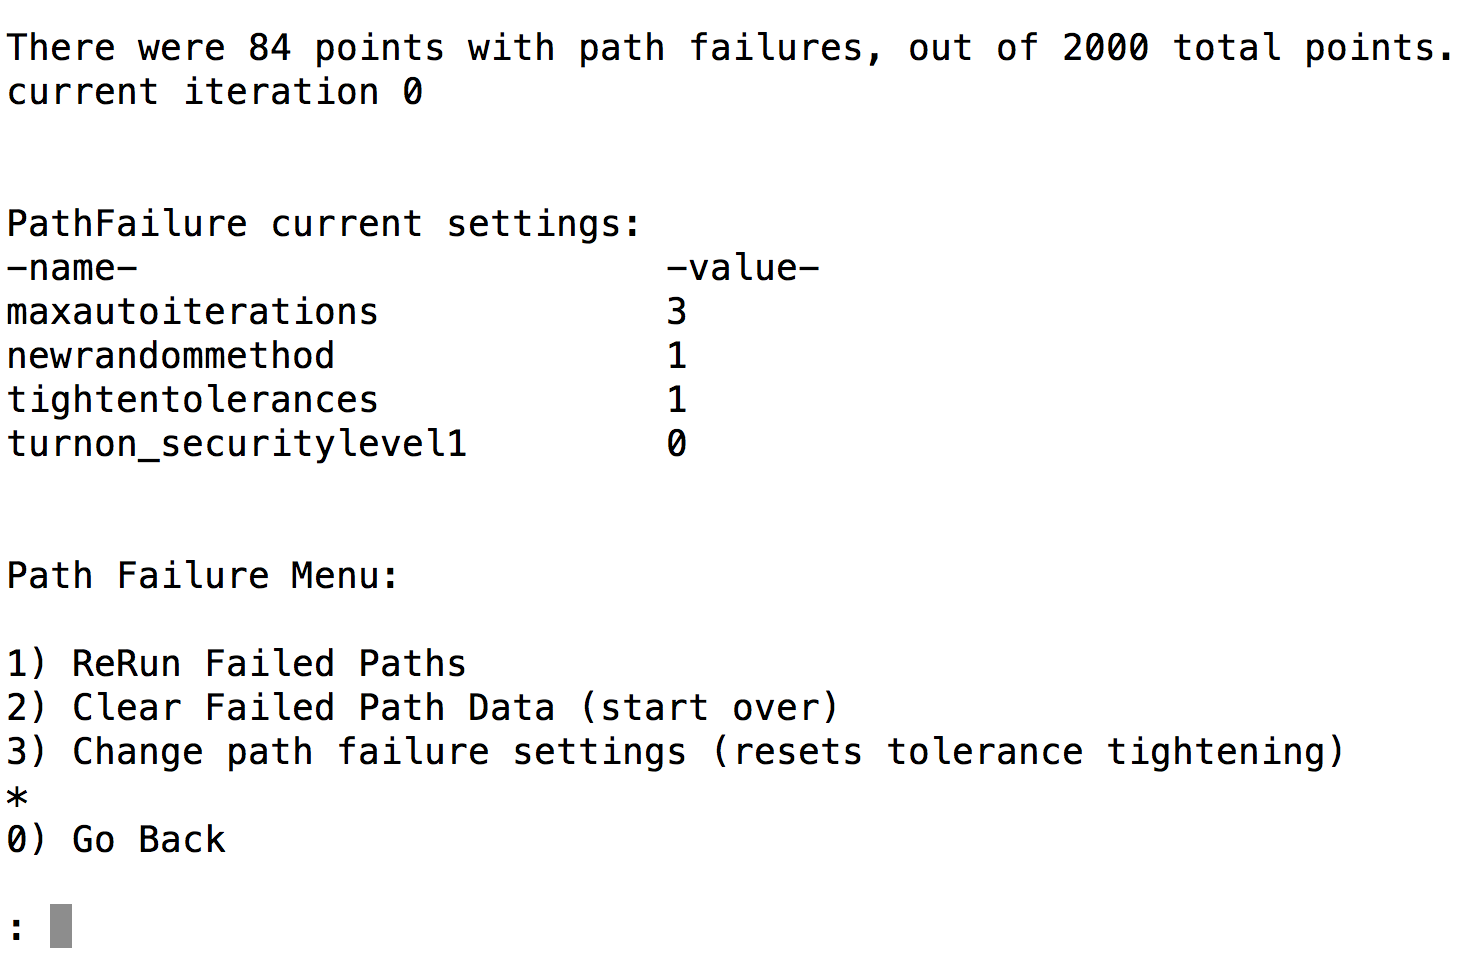 There were 84 points with path failures, out of 2000 total points.
current iteration 0
PathFailure current settings:
-name- -value-
maxautoiterations 3
newrandommethod 1
tightentolerances 1
turnon_securitylevel1 0
Path Failure Menu:
1) ReRun Failed Paths
2) Clear Failed Path Data (start over)
3) Change path failure settings (resets tolerance tightening)
*
0) Go Back
: